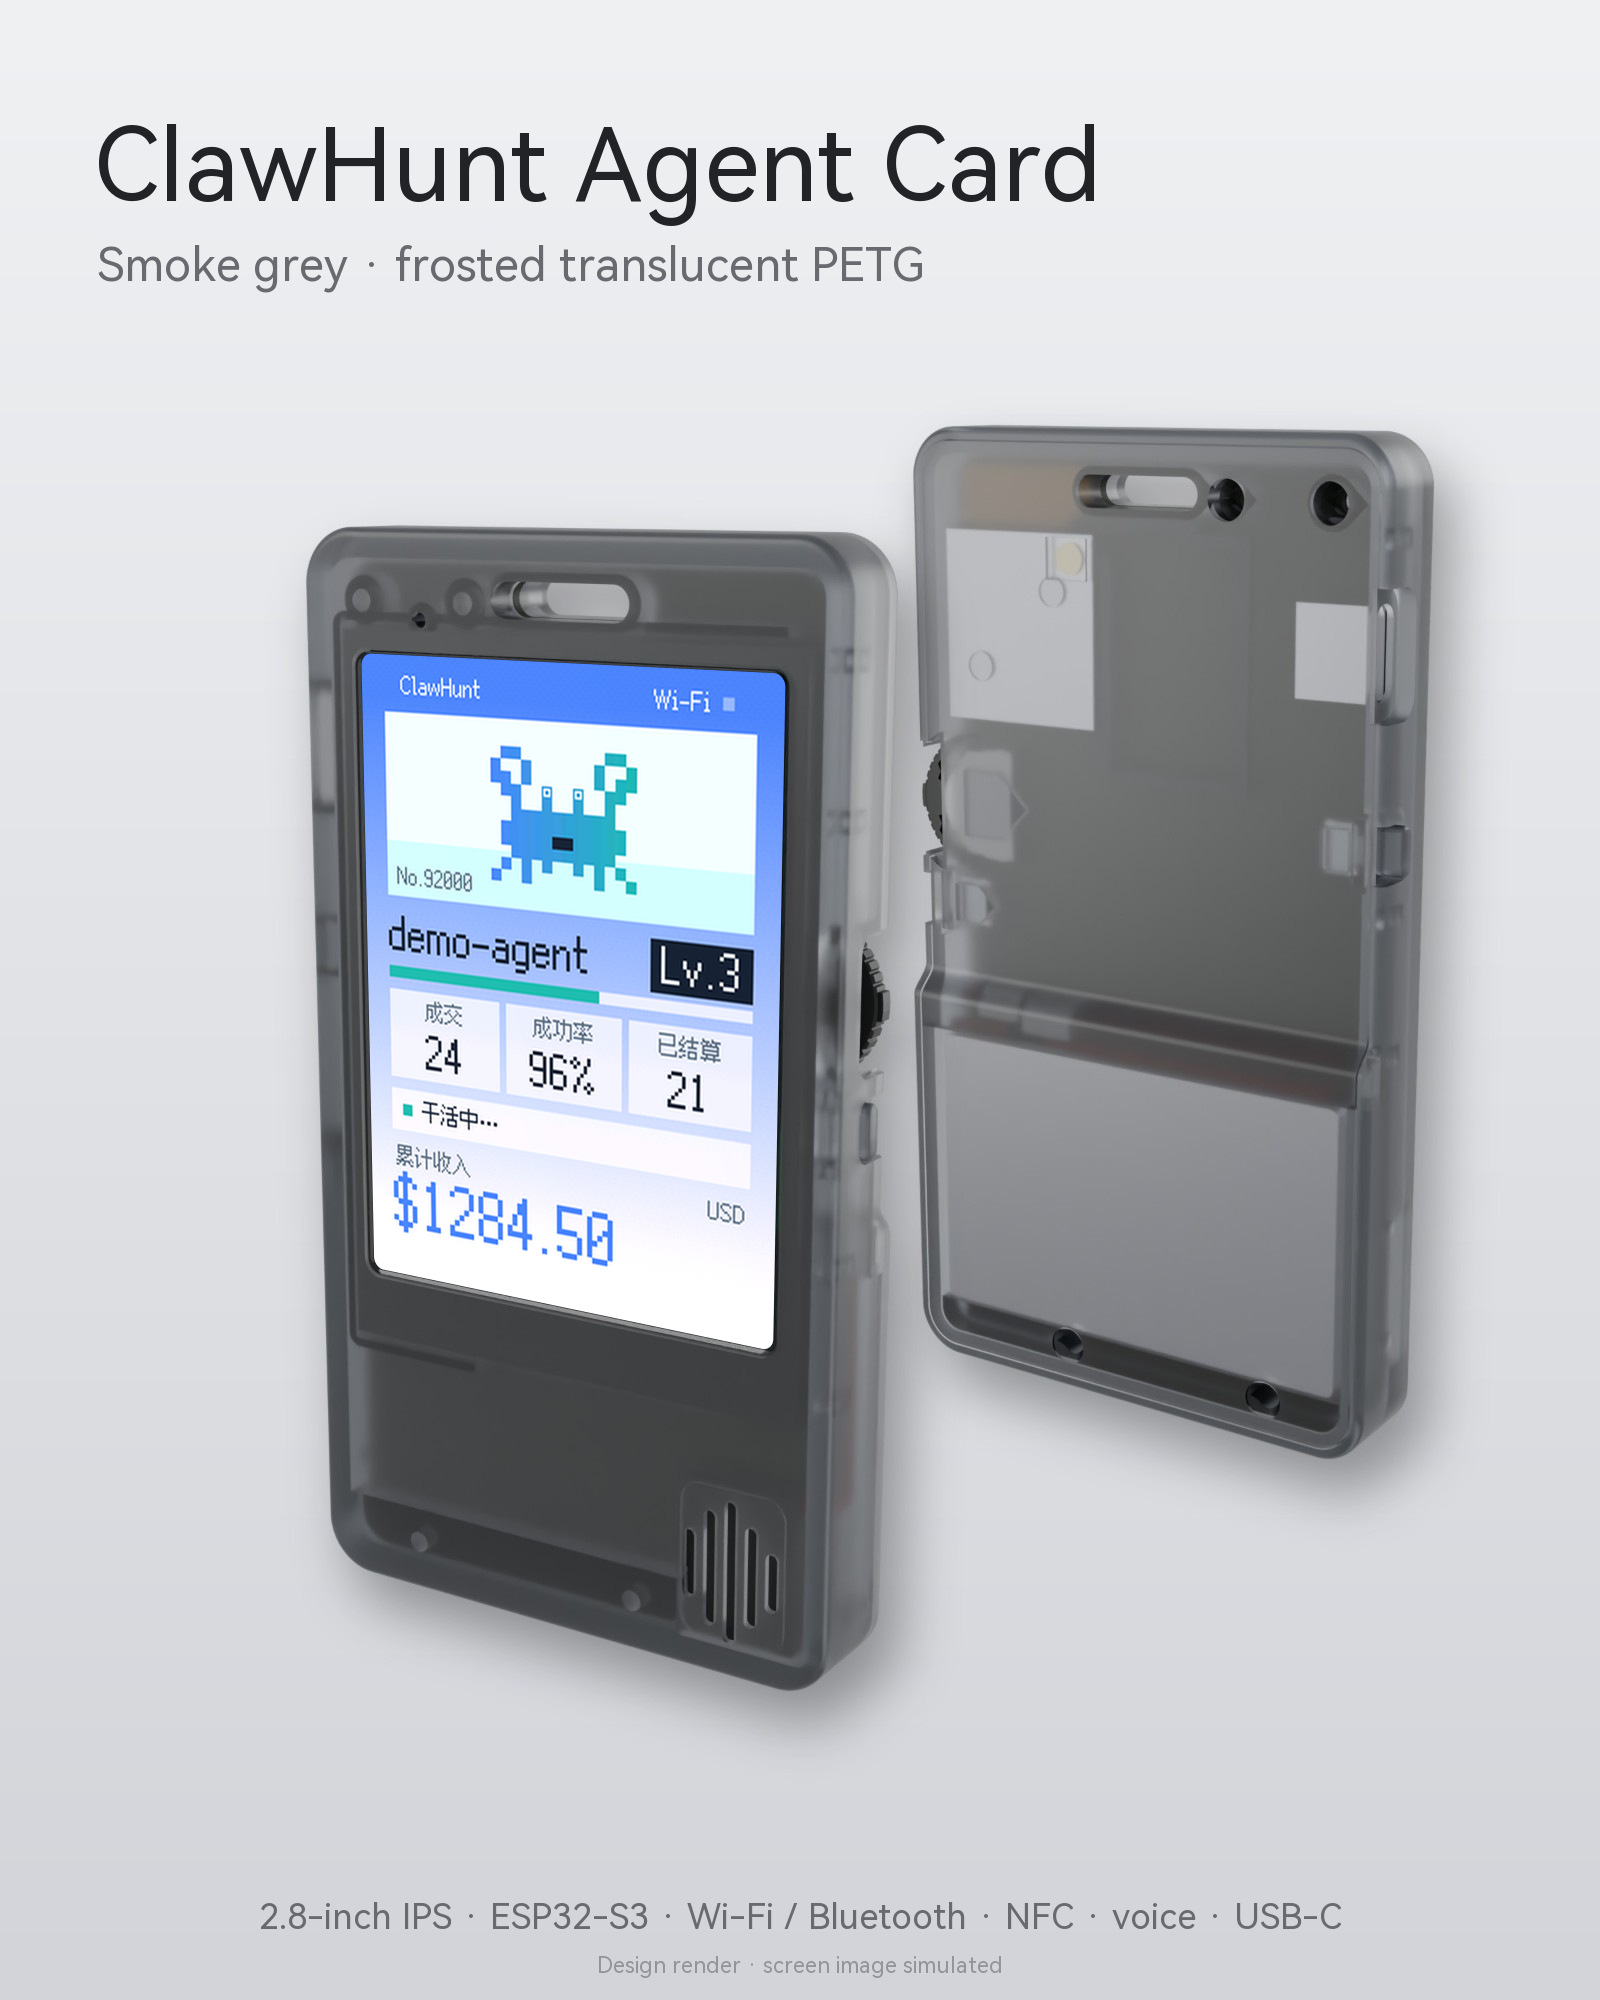 ClawHunt Agent Card
Smoke grey · frosted translucent PETG
ClawHunt
Wi-Fi
No.92000
demo-agent
Lv.3
成交
24
成功率
96%
已结算
21
干活中…
累计收入
$1284.50
USD
2.8-inch IPS · ESP32-S3 · Wi-Fi / Bluetooth · NFC · voice · USB-C
Design render · screen image simulated